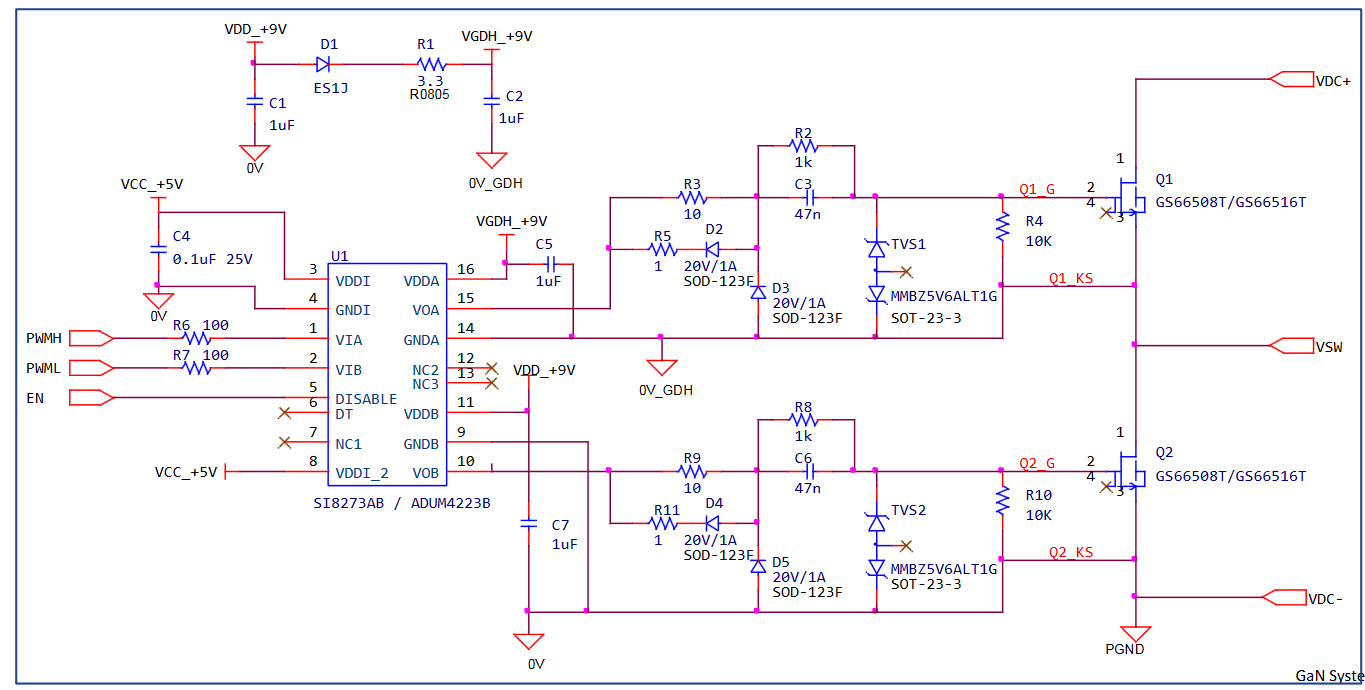 VDD_+9V
D1
ES1J
R1
3.3
R0805
VGDH_+9V
C1
1uF
0V
C2
1uF
0V_GDH
VCC_+5V
C4
0.1uF 25V
0V
R6 100
R7 100
PWMH
PWML
EN
VCC_+5V
U1
3 VDDI
4 GNDI
1 VIA
2 VIB
5 DISABLE
6 DT
7 NC1
8 VDDI_2
VDDA 16
VOA 15
GNDA 14
NC2 12
NC3 13
VDDB 11
GNDB 9
VOB 10
SI8273AB / ADUM4223B
VGDH_+9V
C5
1uF
VDD_+9V
C7
1uF
0V
R2
1k
R3
10
C3
47n
R5
1
D2
20V/1A
SOD-123F
D3
20V/1A
SOD-123F
TVS1
MMBZ5V6ALT1G
SOT-23-3
0V_GDH
Q1_G
R4
10K
Q1_KS
1
2
4
3
Q1
GS66508T/GS66516T
VDC+
VSW
R8
1k
R9
10
C6
47n
R11
1
D4
20V/1A
SOD-123F
D5
20V/1A
SOD-123F
TVS2
MMBZ5V6ALT1G
SOT-23-3
Q2_G
R10
10K
Q2_KS
1
2
4
3
Q2
GS66508T/GS66516T
VDC-
PGND
GaN Syste